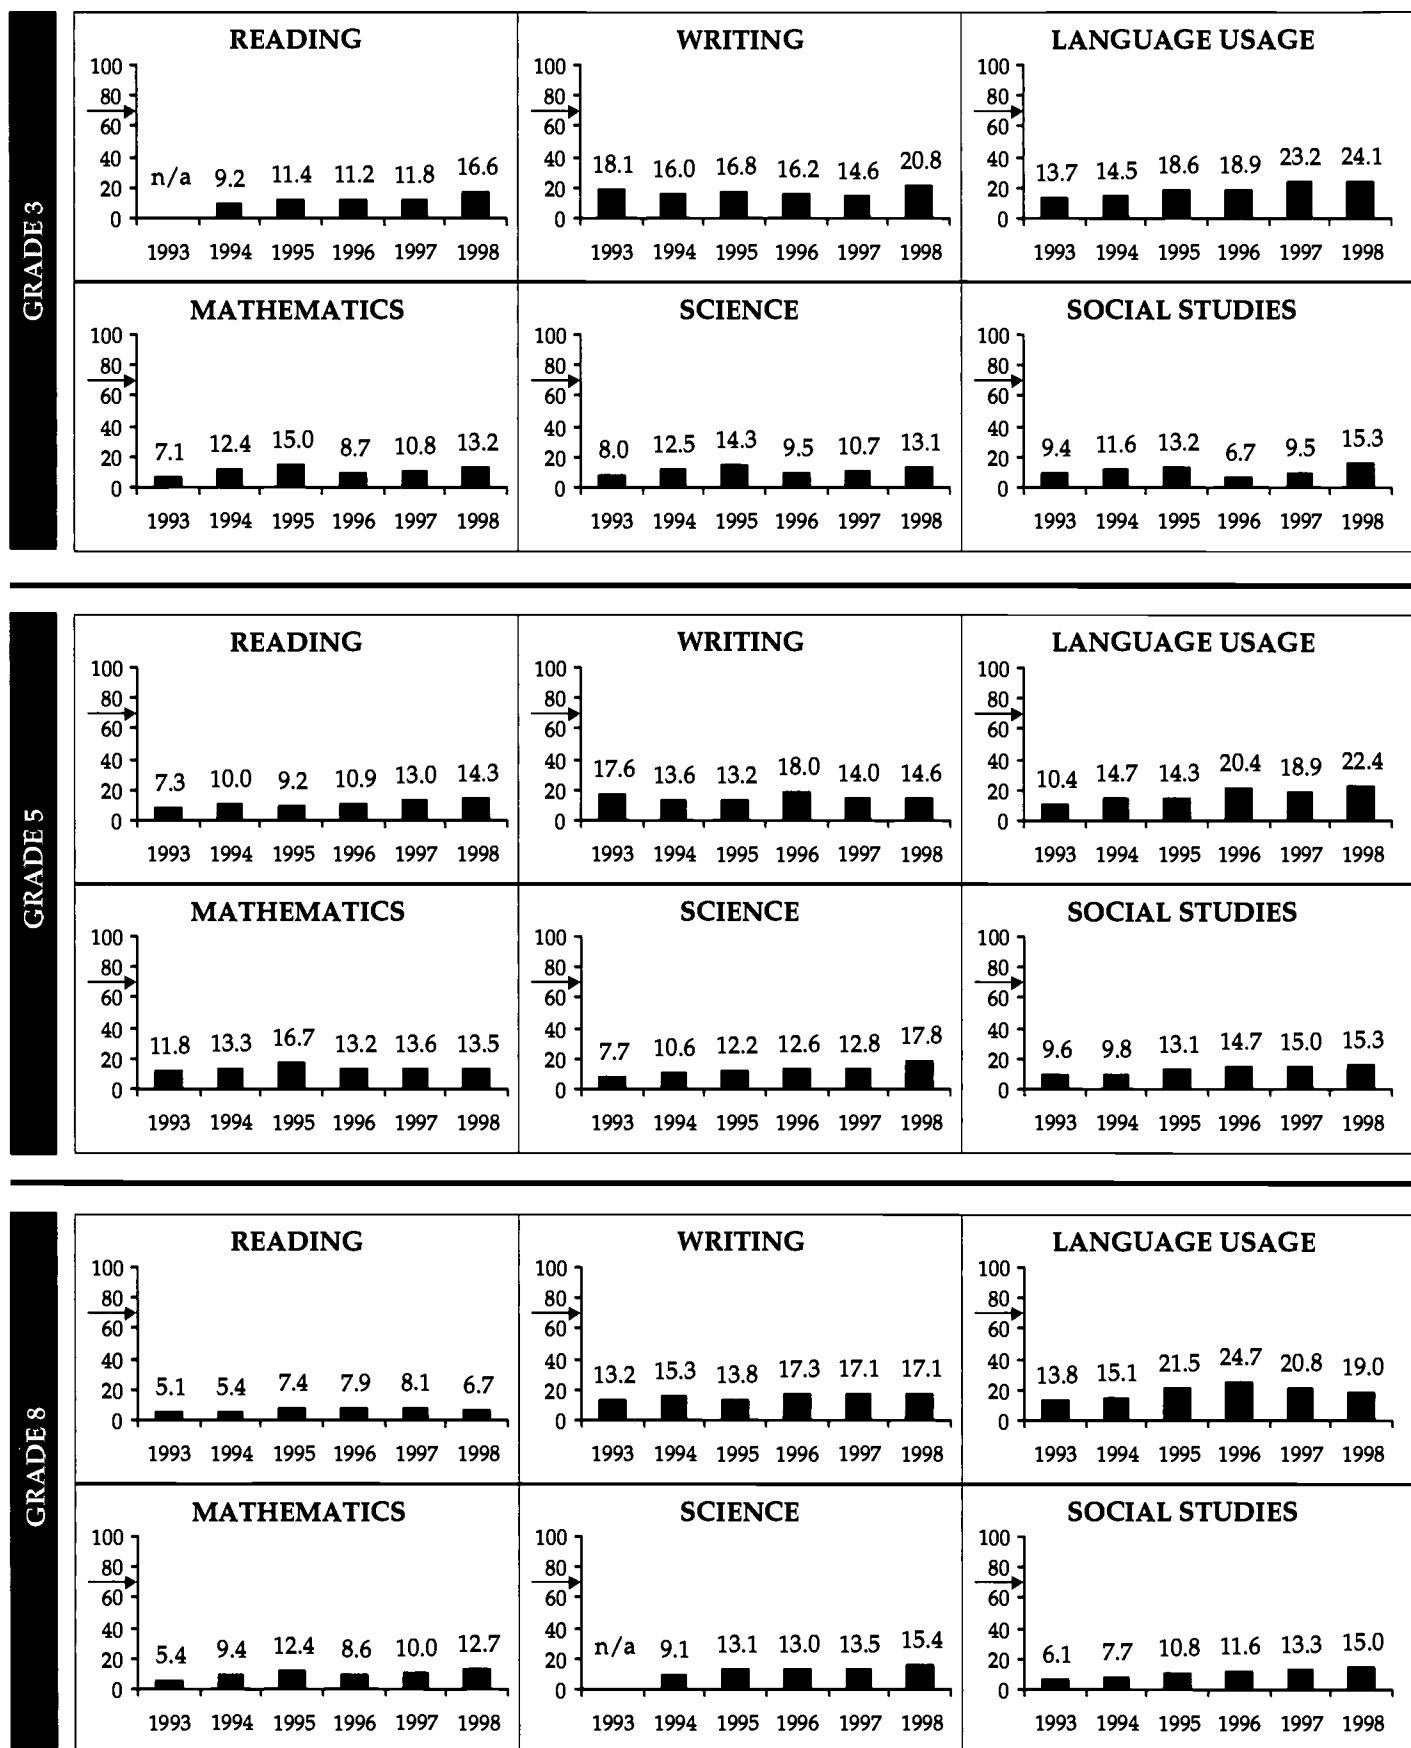 GRADE 3
READING
100
80
60
40
20
0
n/a 9.2 11.4 11.2 11.8 16.6
1993 1994 1995 1996 1997 1998
WRITING
100
80
60
40
20
0
18.1 16.0 16.8 16.2 14.6 20.8
1993 1994 1995 1996 1997 1998
LANGUAGE USAGE
100
80
60
40
20
0
13.7 14.5 18.6 18.9 23.2 24.1
1993 1994 1995 1996 1997 1998
MATHEMATICS
100
80
60
40
20
0
7.1 12.4 15.0 8.7 10.8 13.2
1993 1994 1995 1996 1997 1998
SCIENCE
100
80
60
40
20
0
8.0 12.5 14.3 9.5 10.7 13.1
1993 1994 1995 1996 1997 1998
SOCIAL STUDIES
100
80
60
40
20
0
9.4 11.6 13.2 6.7 9.5 15.3
1993 1994 1995 1996 1997 1998
GRADE 5
READING
100
80
60
40
20
0
7.3 10.0 9.2 10.9 13.0 14.3
1993 1994 1995 1996 1997 1998
WRITING
100
80
60
40
20
0
17.6 13.6 13.2 18.0 14.0 14.6
1993 1994 1995 1996 1997 1998
LANGUAGE USAGE
100
80
60
40
20
0
10.4 14.7 14.3 20.4 18.9 22.4
1993 1994 1995 1996 1997 1998
MATHEMATICS
100
80
60
40
20
0
11.8 13.3 16.7 13.2 13.6 13.5
1993 1994 1995 1996 1997 1998
SCIENCE
100
80
60
40
20
0
7.7 10.6 12.2 12.6 12.8 17.8
1993 1994 1995 1996 1997 1998
SOCIAL STUDIES
100
80
60
40
20
0
9.6 9.8 13.1 14.7 15.0 15.3
1993 1994 1995 1996 1997 1998
GRADE 8
READING
100
80
60
40
20
0
5.1 5.4 7.4 7.9 8.1 6.7
1993 1994 1995 1996 1997 1998
WRITING
100
80
60
40
20
0
13.2 15.3 13.8 17.3 17.1 17.1
1993 1994 1995 1996 1997 1998
LANGUAGE USAGE
100
80
60
40
20
0
13.8 15.1 21.5 24.7 20.8 19.0
1993 1994 1995 1996 1997 1998
MATHEMATICS
100
80
60
40
20
0
5.4 9.4 12.4 8.6 10.0 12.7
1993 1994 1995 1996 1997 1998
SCIENCE
100
80
60
40
20
0
n/a 9.1 13.1 13.0 13.5 15.4
1993 1994 1995 1996 1997 1998
SOCIAL STUDIES
100
80
60
40
20
0
6.1 7.7 10.8 11.6 13.3 15.0
1993 1994 1995 1996 1997 1998